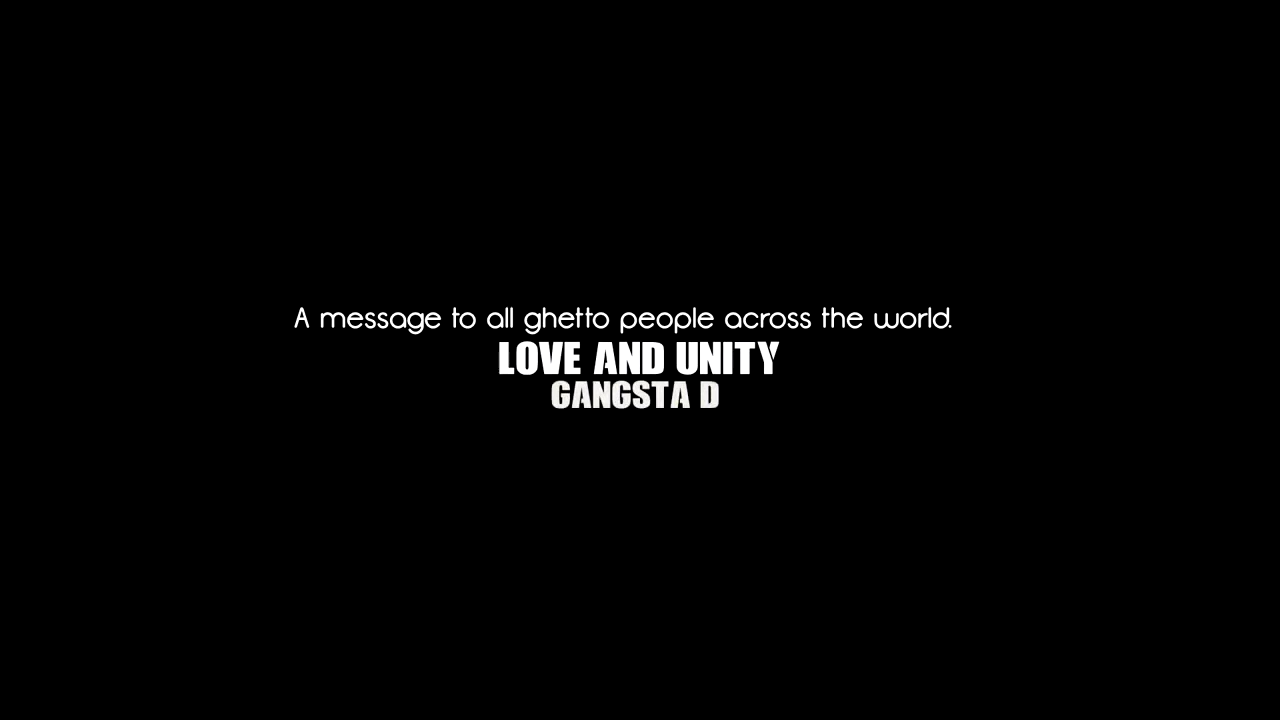 A message to all ghetto people across the world.
LOVE AND UNITY
GANGSTA D